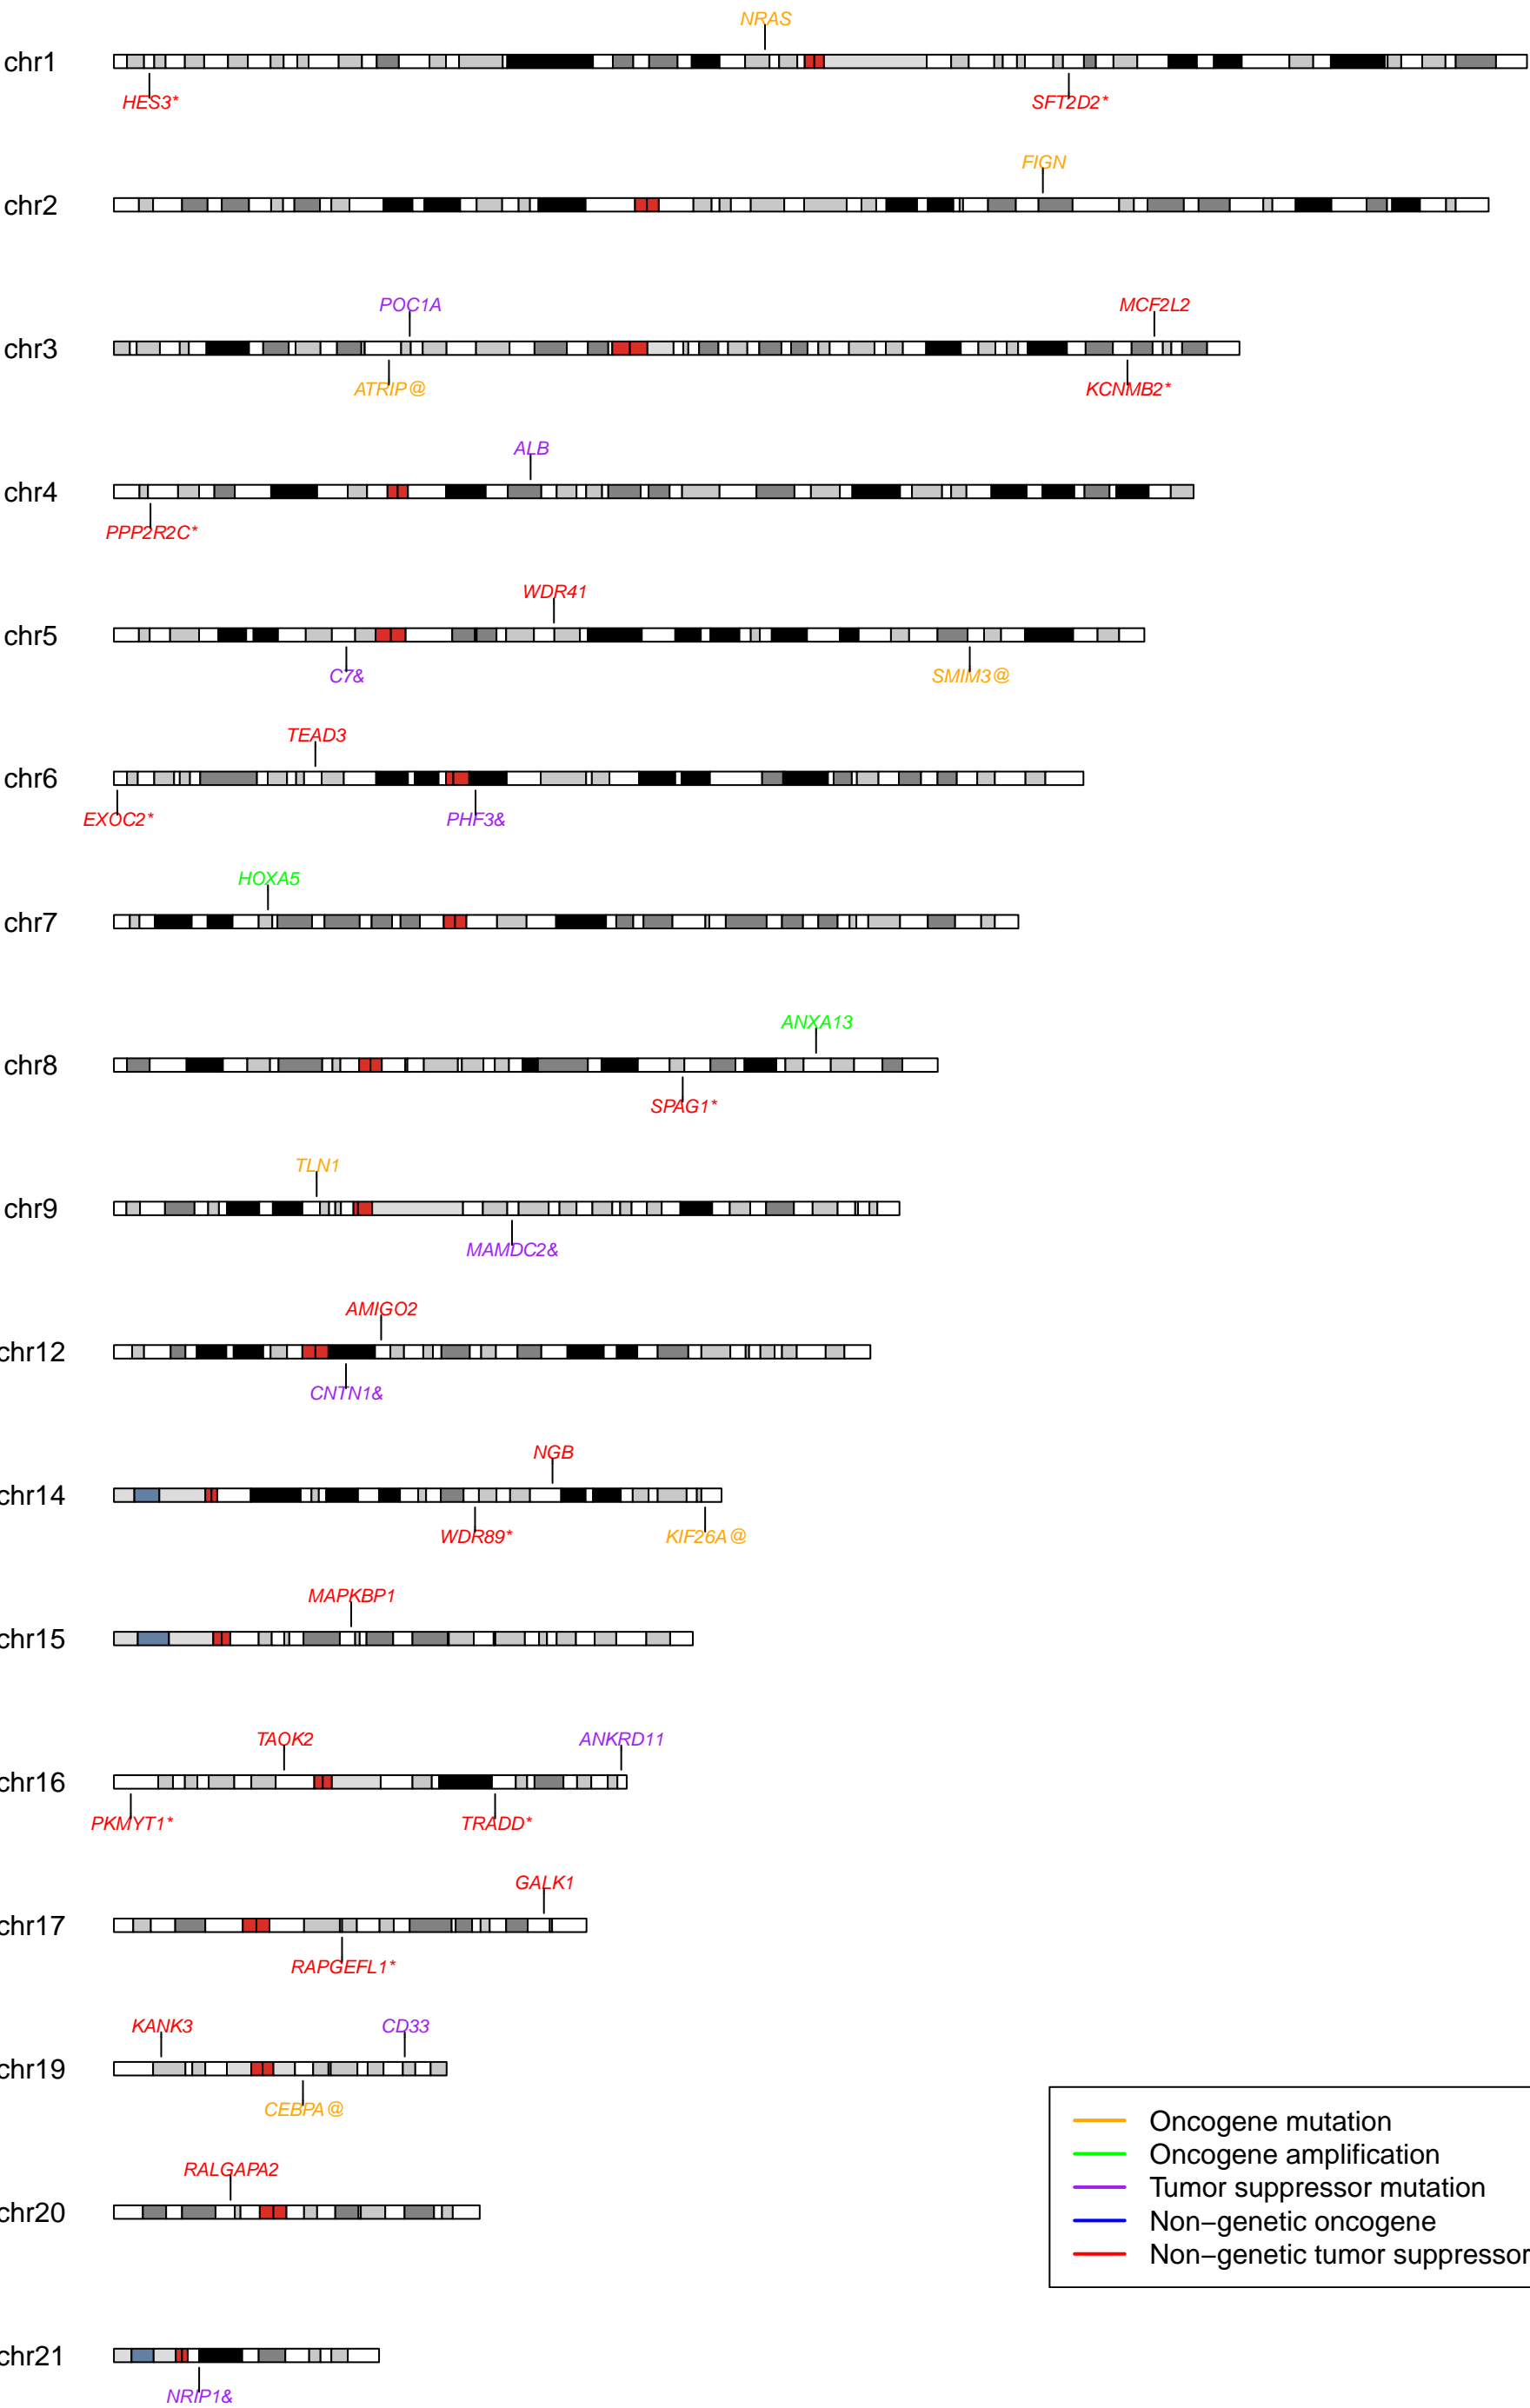 NRAS
chr1
HES3* SFT2D2*
FIGN
chr2
POC1A MCF2L2
chr3
ATRIP@ KCNMB2*
ALB
chr4
PPP2R2C*
WDR41
chr5
C7& SMIM3@
TEAD3
chr6
EXOC2* PHF3&
HOXA5
chr7
ANXA13
chr8
SPAG1*
TLN1
chr9
MAMDC2&
AMIGO2
chr12
CNTN1&
NGB
chr14
WDR89* KIF26A@
MAPKBP1
chr15
TAOK2 ANKRD11
chr16
PKMYT1* TRADD*
GALK1
chr17
RAPGEFL1*
KANK3 CD33
chr19
CEBPA@
RALGAPA2
chr20
chr21
NRIP1&
Oncogene mutation
Oncogene amplification
Tumor suppressor mutation
Non−genetic oncogene
Non−genetic tumor suppressor